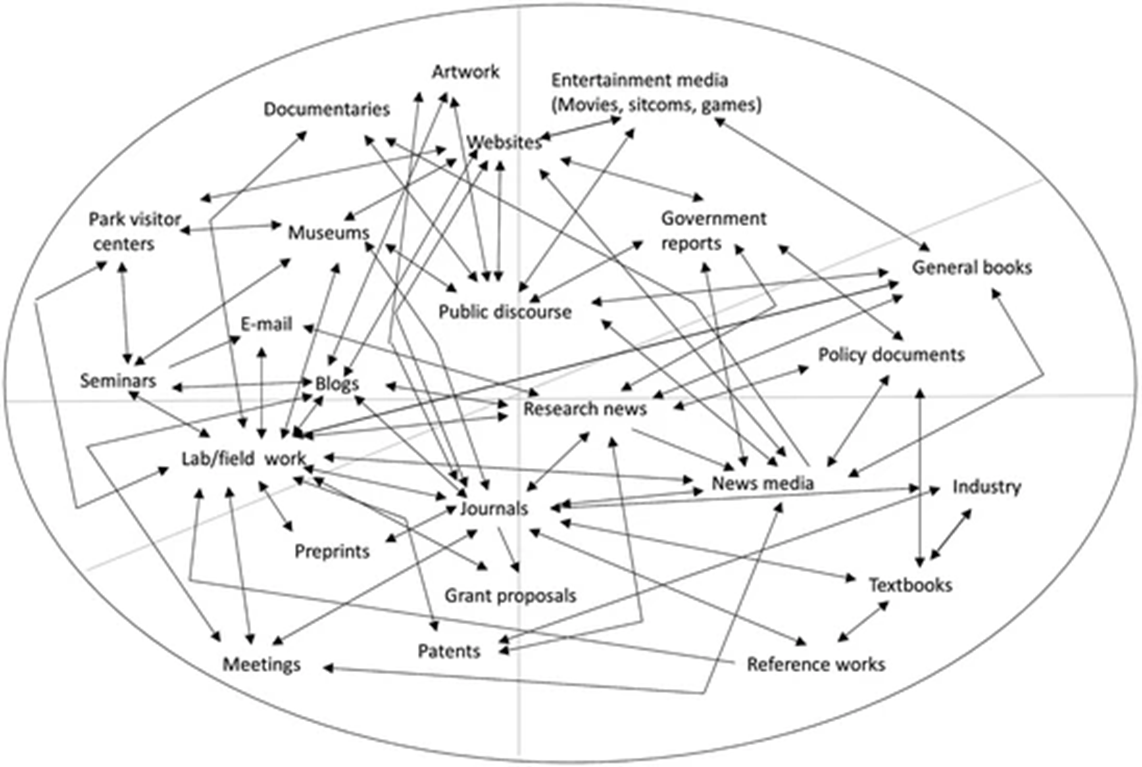 Artwork
Entertainment media
(Movies, sitcoms, games)
Documentaries
Websites
Park visitor
centers
Museums
Government
reports
General books
Public discourse
E-mail
Policy documents
Seminars
Blogs
Research news
Lab/field work
News media
Industry
Journals
Preprints
Grant proposals
Textbooks
Patents
Meetings
Reference works